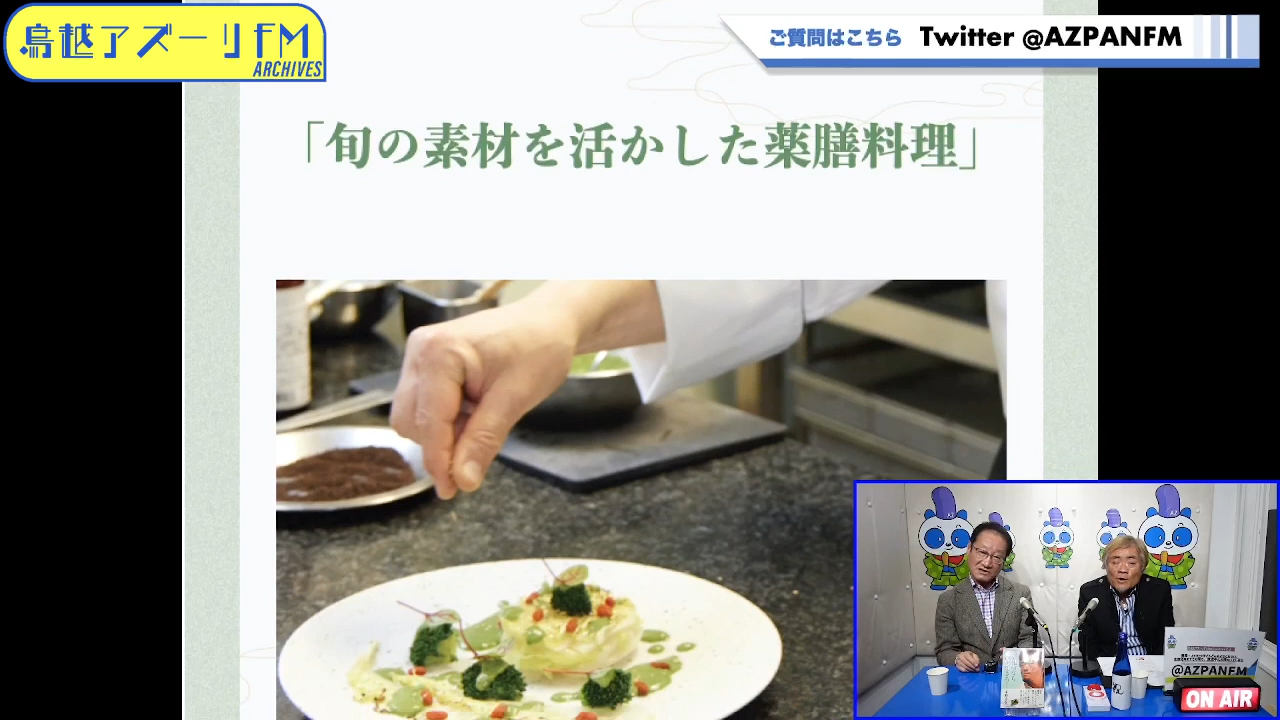 鳥越アズーリFM
ARCHIVES
ご質問はこちら Twitter @AZPANFM
「旬の素材を活かした薬膳料理」
@AZPANFM
ON AIR